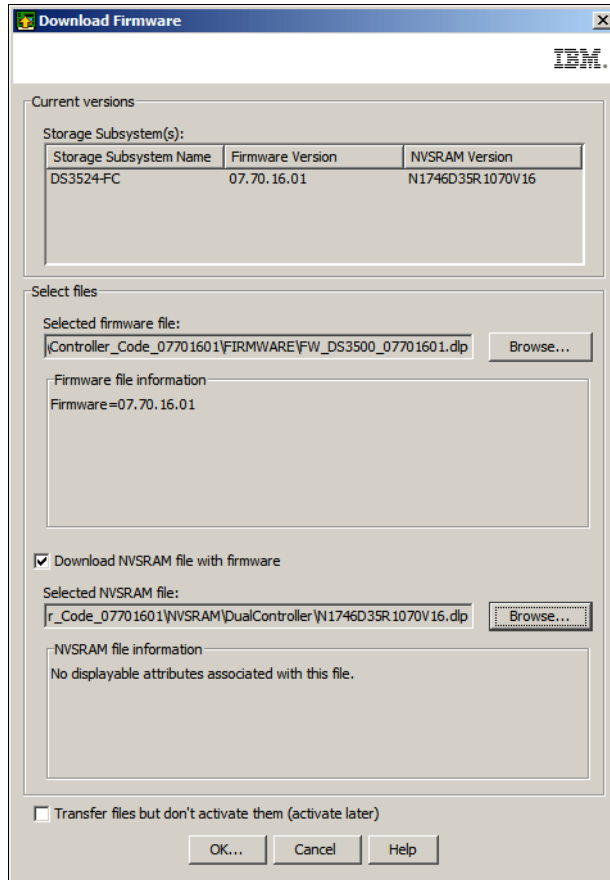 Download Firmware
IBM.
Current versions
Storage Subsystem(s):
Storage Subsystem Name Firmware Version NVSRAM Version
DS3524-FC 07.70.16.01 N1746D35R1070V16
Select files
Selected firmware file:
\Controller_Code_07701601\FIRMWARE\FW_DS3500_07701601.dlp Browse...
Firmware file information
Firmware=07.70.16.01
Download NVSRAM file with firmware
Selected NVSRAM file:
r_Code_07701601\NVSRAM\DualController\N1746D35R1070V16.dlp Browse...
NVSRAM file information
No displayable attributes associated with this file.
Transfer files but don't activate them (activate later)
OK... Cancel Help